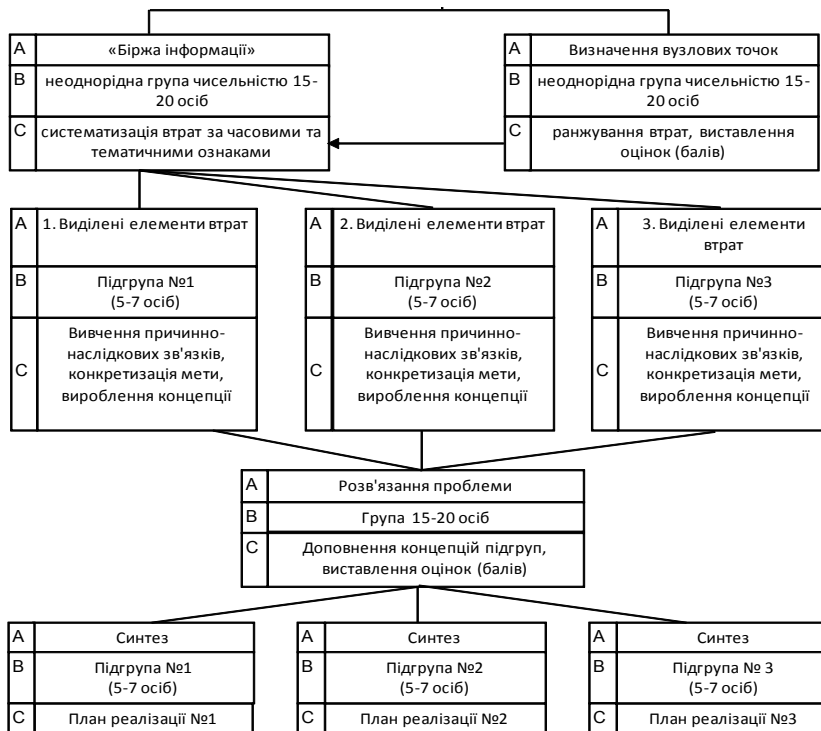 A «Біржа інформації»
B неоднорідна група чисельністю 15-
20 осіб
C систематизація втрат за часовими та
тематичними ознаками
A Визначення вузлових точок
B неоднорідна група чисельністю 15-
20 осіб
C ранжування втрат, виставлення
оцінок (балів)
A 1. Виділені елементи втрат
B Підгрупа №1
(5-7 осіб)
C Вивчення причинно-
наслідкових зв'язків,
конкретизація мети,
вироблення концепції
A 2. Виділені елементи втрат
B Підгрупа №2
(5-7 осіб)
C Вивчення причинно-
наслідкових зв'язків,
конкретизація мети,
вироблення концепції
A 3. Виділені елементи
втрат
B Підгрупа №3
(5-7 осіб)
C Вивчення причинно-
наслідкових зв'язків,
конкретизація мети,
вироблення концепції
A Розв'язання проблеми
B Група 15-20 осіб
C Доповнення концепцій підгруп,
виставлення оцінок (балів)
A Синтез
B Підгрупа №1
(5-7 осіб)
C План реалізації №1
A Синтез
B Підгрупа №2
(5-7 осіб)
C План реалізації №2
A Синтез
B Підгрупа № 3
(5-7 осіб)
C План реалізації №3